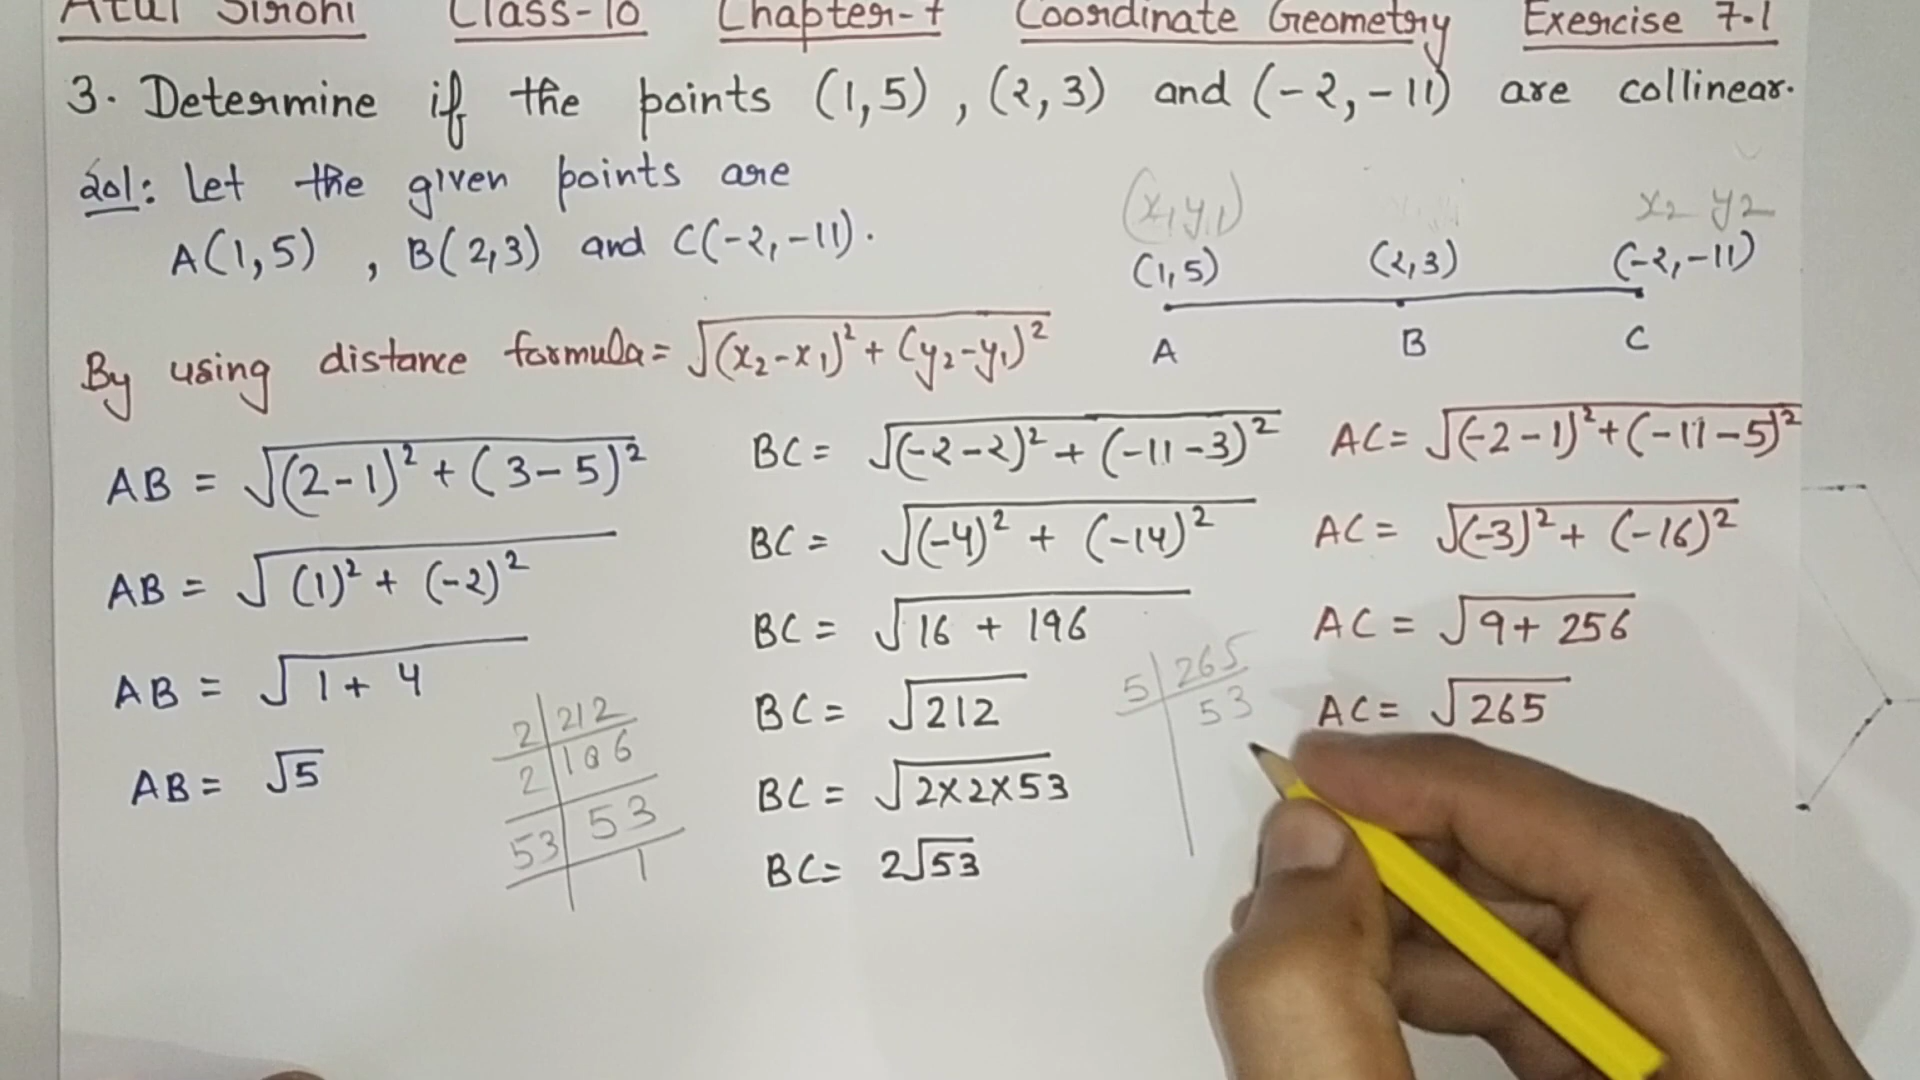 Atul Sirohi Class-10 Chapter-7 Coordinate Geometry Exercise 7.1
3. Determine if the points (1,5), (2,3) and (-2,-11) are collinear.
Sol: Let the given points are
A(1,5), B(2,3) and C(-2,-11).
(x₁y₁) x₂ y₂
(1,5) (2,3) (-2,-11)
A B C
By using distance formula = √(x₂-x₁)²+(y₂-y₁)²
AB = √(2-1)²+(3-5)²
AB = √(1)²+(-2)²
AB = √1+4
AB = √5
2|212
2|106
53|53
1
BC = √(-2-2)²+(-11-3)²
BC = √(-4)²+(-14)²
BC = √16+196
BC = √212
BC = √2×2×53
BC = 2√53
5|265
53
AC = √(-2-1)²+(-11-5)²
AC = √(-3)²+(-16)²
AC = √9+256
AC = √265